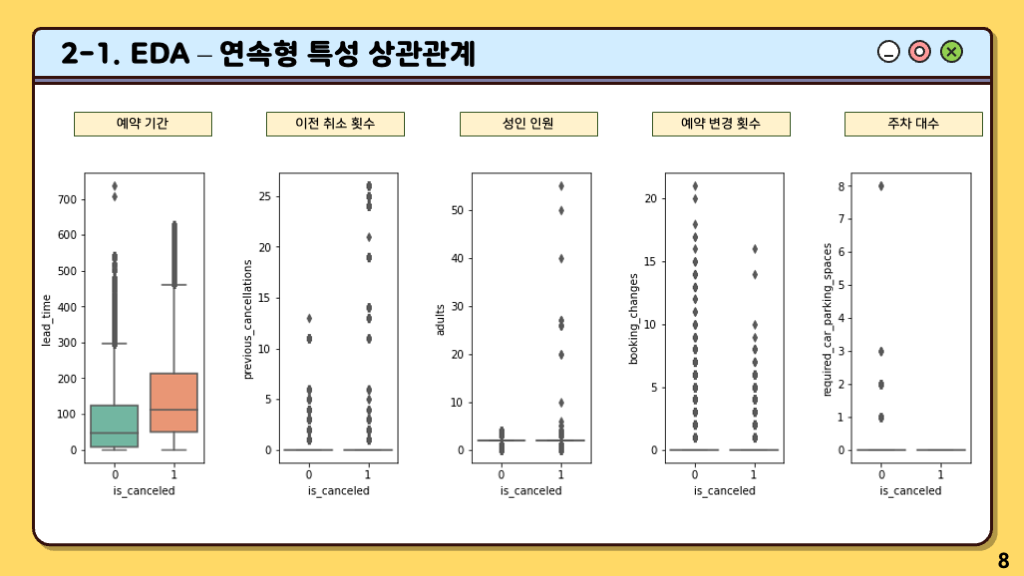 2-1. EDA – 연속형 특성 상관관계
예약 기간
이전 취소 횟수
성인 인원
예약 변경 횟수
주차 대수
lead_time
700
600
500
400
300
200
100
0
0 1
is_canceled
previous_cancellations
25
20
15
10
5
0
0 1
is_canceled
adults
50
40
30
20
10
0
0 1
is_canceled
booking_changes
20
15
10
5
0
0 1
is_canceled
required_car_parking_spaces
8
7
6
5
4
3
2
1
0
0 1
is_canceled
8